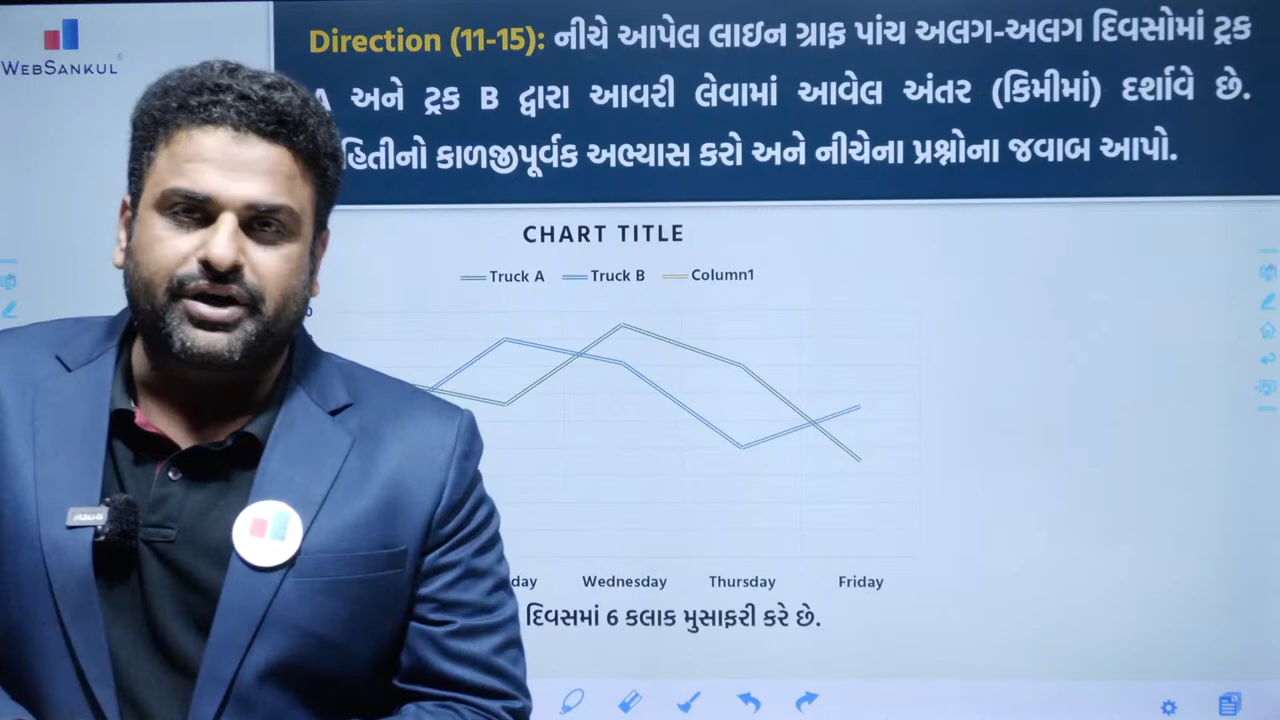 WEBSANKUL
Direction (11-15): નીચે આપેલ લાઇન ગ્રાફ પાંચ અલગ-અલગ દિવસોમાં ટ્રક
A અને ટ્રક B દ્વારા આવરી લેવામાં આવેલ અંતર (કિમીમાં) દર્શાવે છે.
કાળજીપૂર્વક અભ્યાસ કરો અને નીચેના પ્રશ્નોના જવાબ આપો.
CHART TITLE
Truck A Truck B Column1
Wednesday Thursday Friday
દિવસમાં 6 કલાક મુસાફરી કરે છે.